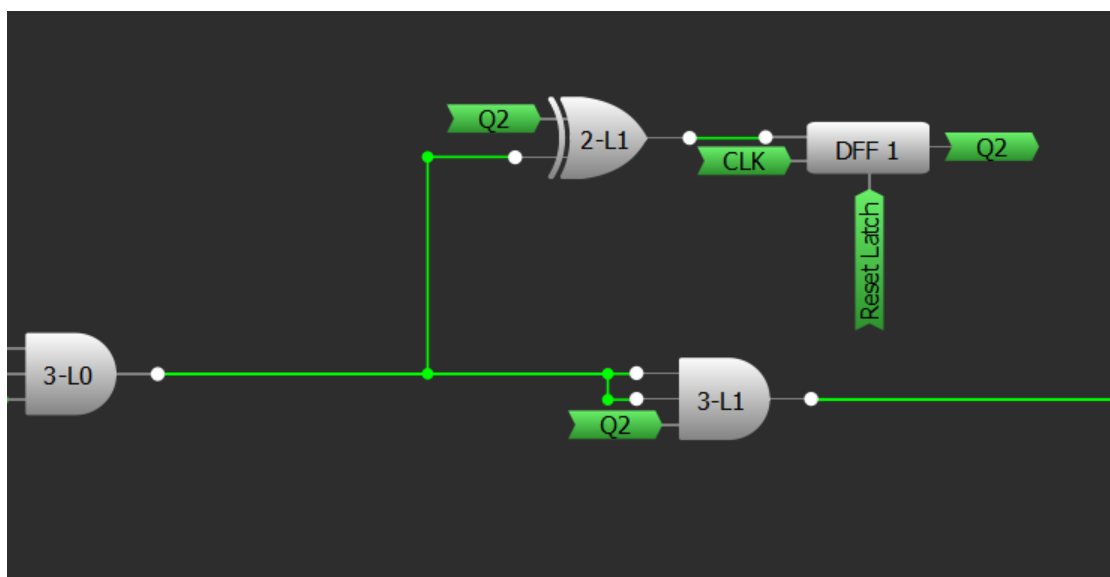 Q2
2-L1
CLK
DFF 1
Q2
Reset Latch
3-L0
3-L1
Q2